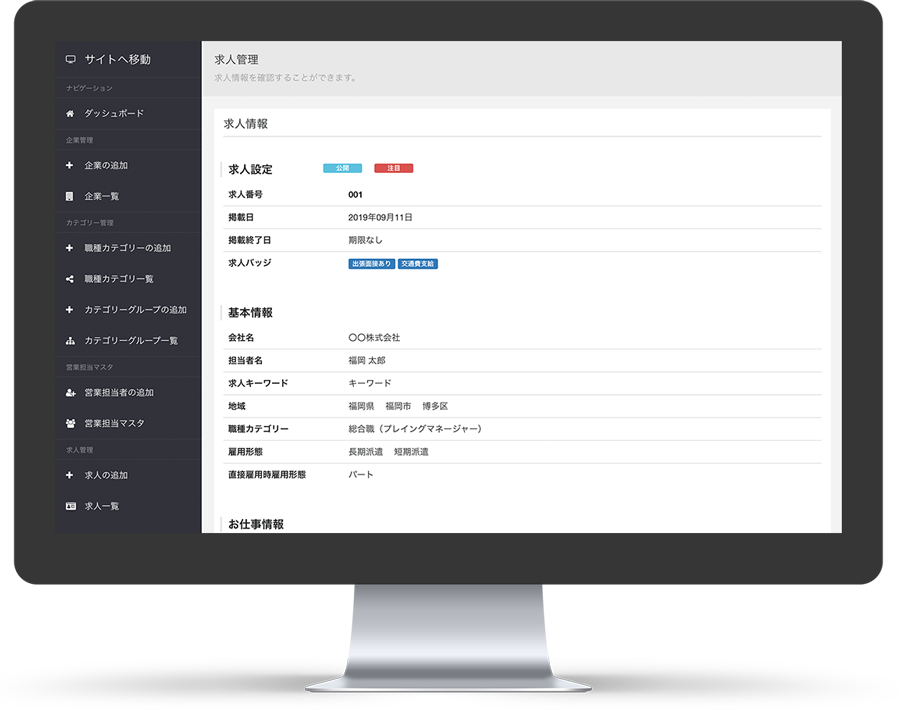 サイトへ移動
ナビゲーション
ダッシュボード
企業管理
企業の追加
企業一覧
カテゴリー管理
職種カテゴリーの追加
職種カテゴリ一覧
カテゴリーグループの追加
カテゴリーグループ一覧
営業担当マスタ
営業担当者の追加
営業担当マスタ
求人管理
求人の追加
求人一覧
求人管理
求人情報を確認することができます。
求人情報
求人設定 公開 注目
求人番号 001
掲載日 2019年09月11日
掲載終了日 期限なし
求人バッジ 出張面接あり 交通費支給
基本情報
会社名 〇〇株式会社
担当者名 福岡 太郎
求人キーワード キーワード
地域 福岡県 福岡市 博多区
職種カテゴリー 総合職（プレイングマネージャー）
雇用形態 長期派遣 短期派遣
直接雇用時雇用形態 パート
お仕事情報